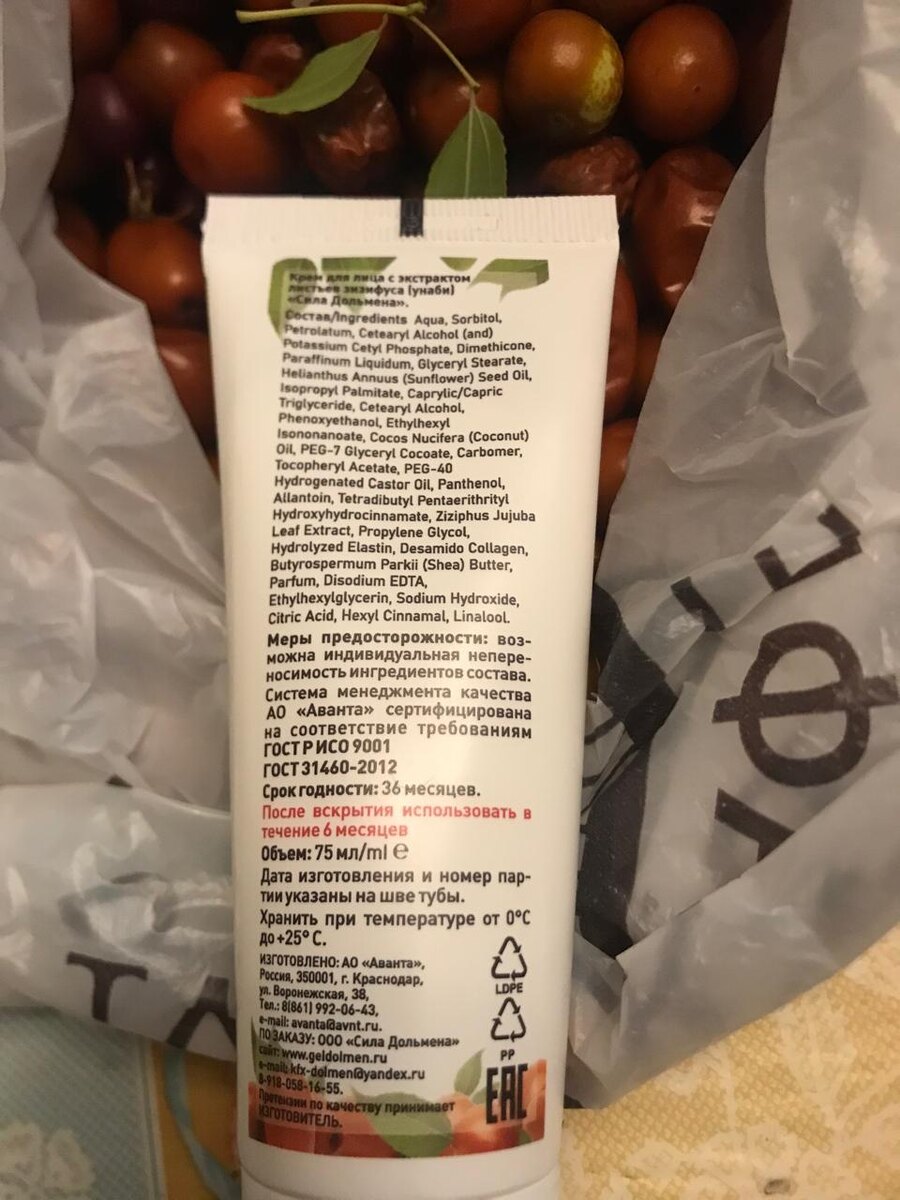 Крем для лица с экстрактом
листьев зизифуса (унаби)
«Сила Дольмена».
Состав/Ingredients Aqua, Sorbitol,
Petrolatum, Cetearyl Alcohol (and)
Potassium Cetyl Phosphate, Dimethicone,
Paraffinum Liquidum, Glyceryl Stearate,
Helianthus Annuus (Sunflower) Seed Oil,
Isopropyl Palmitate, Caprylic/Capric
Triglyceride, Cetearyl Alcohol,
Phenoxyethanol, Ethylhexyl
Isononanoate, Cocos Nucifera (Coconut)
Oil, PEG-7 Glyceryl Cocoate, Carbomer,
Tocopheryl Acetate, PEG-40
Hydrogenated Castor Oil, Panthenol,
Allantoin, Tetradibutyl Pentaerithrityl
Hydroxyhydrocinnamate, Ziziphus Jujuba
Leaf Extract, Propylene Glycol,
Hydrolyzed Elastin, Desamido Collagen,
Butyrospermum Parkii (Shea) Butter,
Parfum, Disodium EDTA,
Ethylhexylglycerin, Sodium Hydroxide,
Citric Acid, Hexyl Cinnamal, Linalool.
Меры предосторожности: воз-
можна индивидуальная непере-
носимость ингредиентов состава.
Система менеджмента качества
АО «Аванта» сертифицирована
на соответствие требованиям
ГОСТ Р ИСО 9001
ГОСТ 31460-2012
Срок годности: 36 месяцев.
После вскрытия использовать в
течение 6 месяцев
Объем: 75 мл/ml ℮
Дата изготовления и номер пар-
тии указаны на шве тубы.
Хранить при температуре от 0°С
до +25° С.
ИЗГОТОВЛЕНО: АО «Аванта»,
Россия, 350001, г. Краснодар,
ул. Воронежская, 38,
Тел.: 8(861) 992-06-43,
e-mail: avanta@avnt.ru.
ПО ЗАКАЗУ: ООО «Сила Дольмена»
сайт: www.geldolmen.ru
e-mail: kfx-dolmen@yandex.ru
8-918-058-16-55.
Претензии по качеству принимает
ИЗГОТОВИТЕЛЬ.
LDPE
PP
EAC